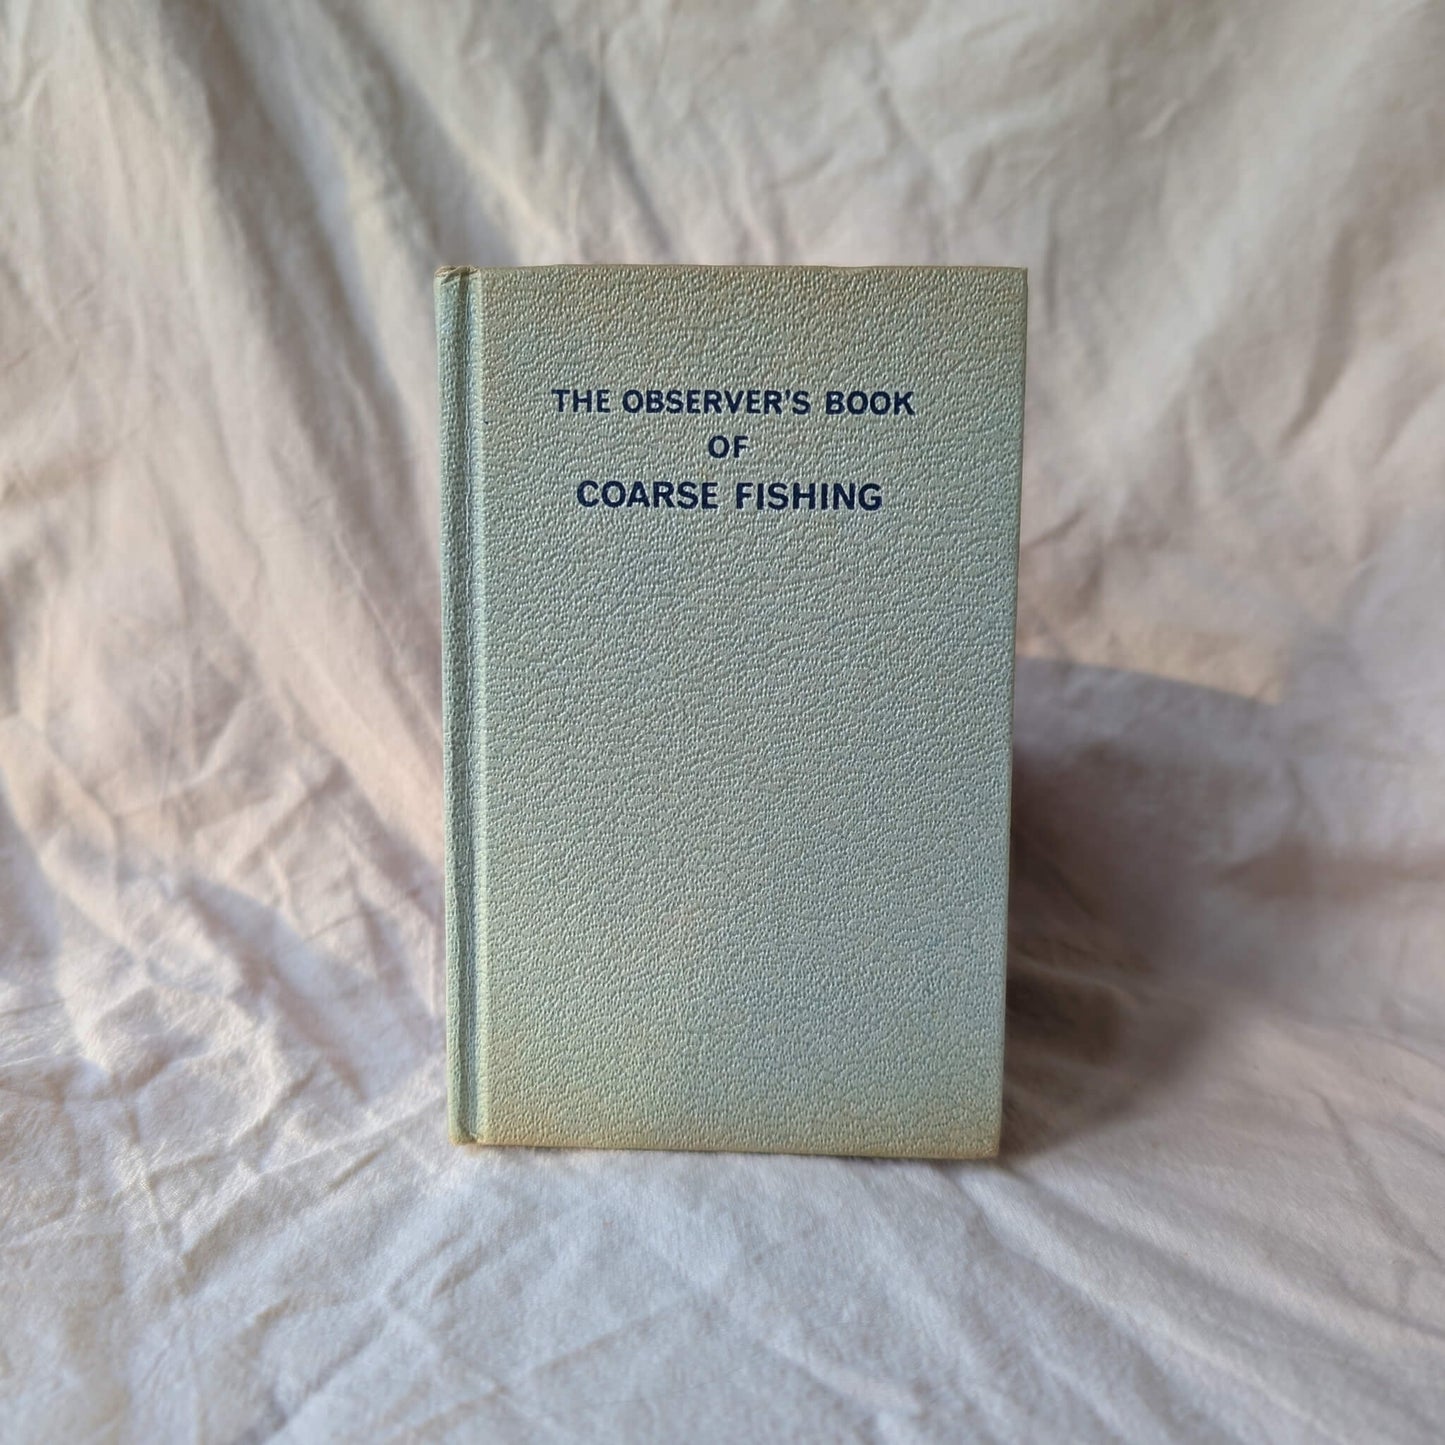 THE OBSERVER'S BOOK
OF
COARSE FISHING